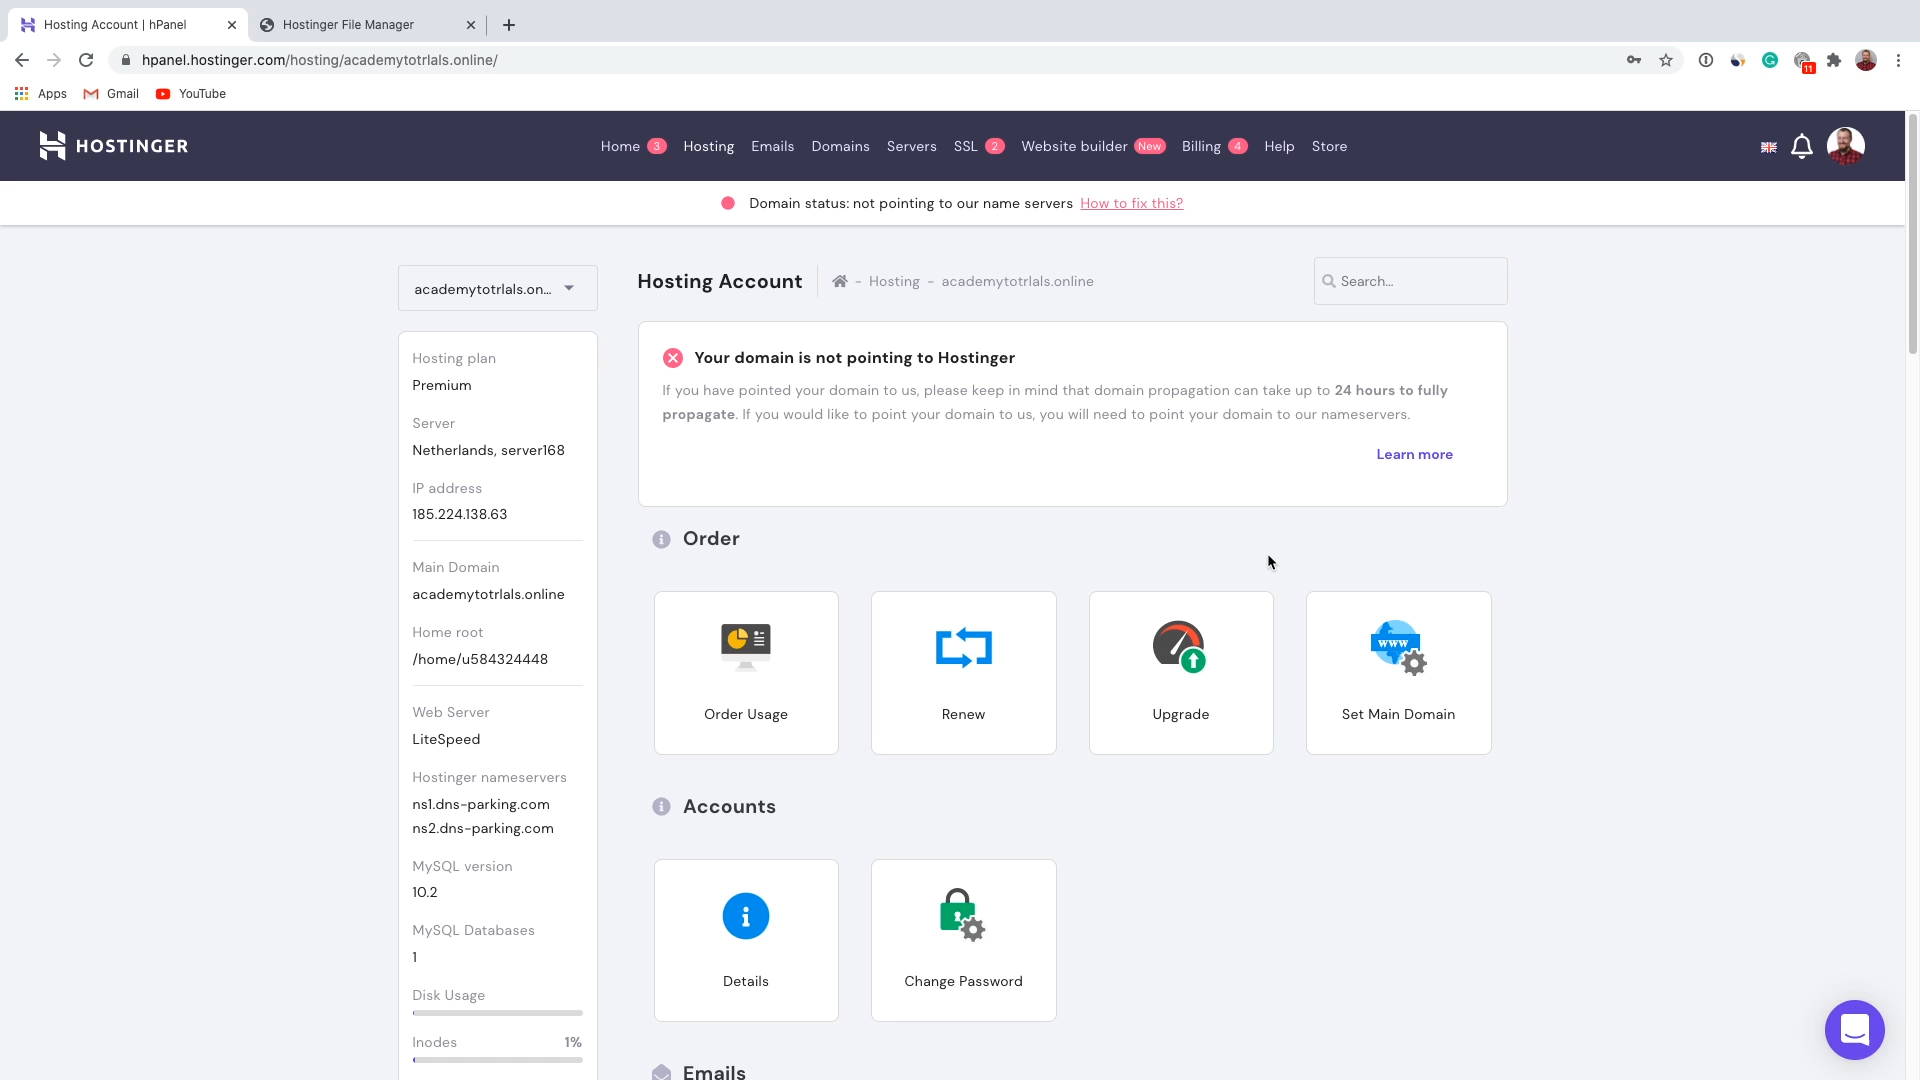 Hosting Account | hPanel
Hostinger File Manager
hpanel.hostinger.com/hosting/academytotrlals.online/
11
Apps
Gmail
YouTube
HOSTINGER
Home 3 Hosting Emails Domains Servers SSL 2 Website builder New Billing 4 Help Store
Domain status: not pointing to our name servers How to fix this?
academytotrlals.on...
Hosting plan
Premium
Server
Netherlands, server168
IP address
185.224.138.63
Main Domain
academytotrlals.online
Home root
/home/u584324448
Web Server
LiteSpeed
Hostinger nameservers
ns1.dns-parking.com
ns2.dns-parking.com
MySQL version
10.2
MySQL Databases
1
Disk Usage
Inodes 1%
Hosting Account
- Hosting - academytotrlals.online
Search...
Your domain is not pointing to Hostinger
If you have pointed your domain to us, please keep in mind that domain propagation can take up to 24 hours to fully
propagate. If you would like to point your domain to us, you will need to point your domain to our nameservers.
Learn more
Order
Order Usage
Renew
Upgrade
www
Set Main Domain
Accounts
Details
Change Password
Emails